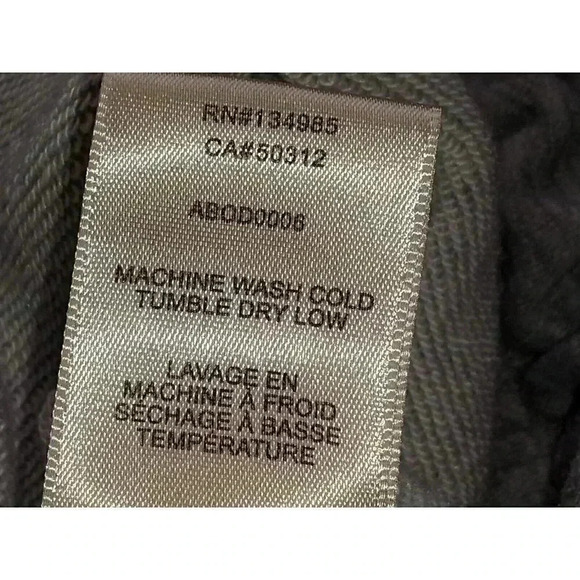 RN#134985
CA#50312
ABOD0006
MACHINE WASH COLD
TUMBLE DRY LOW
LAVAGE EN
MACHINE À FROID
SÉCHAGE À BASSE
TEMPÉRATURE